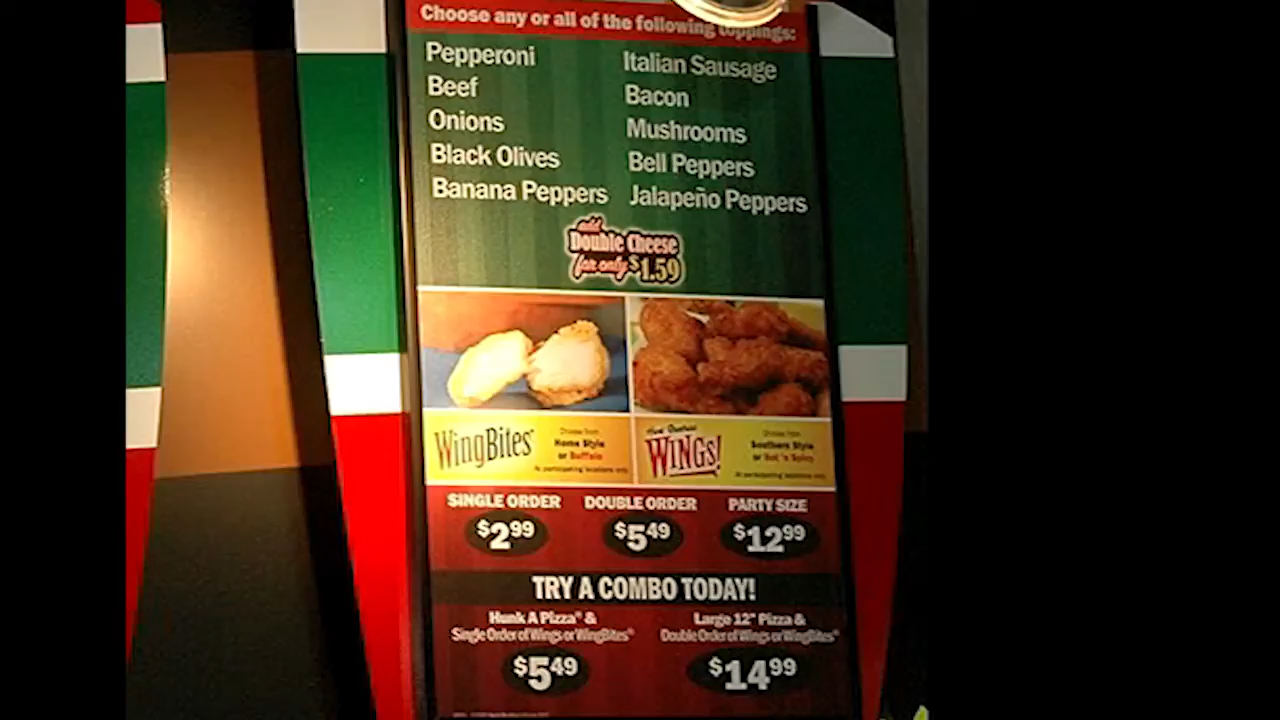 Choose any or all of the following toppings:
Pepperoni
Beef
Onions
Black Olives
Banana Peppers
Italian Sausage
Bacon
Mushrooms
Bell Peppers
Jalapeño Peppers
add
Double Cheese
for only $1.59
WingBites®
Choose from
Home Style
or Buffalo
At participating locations only
WINGS!
Choose from
Southern Style
or Hot 'n Spicy
At participating locations only
SINGLE ORDER
$2.99
DOUBLE ORDER
$5.49
PARTY SIZE
$12.99
TRY A COMBO TODAY!
Hunk A Pizza® &
Single Order of Wings or WingBites®
$5.49
Large 12" Pizza &
Double Order of Wings or WingBites®
$14.99